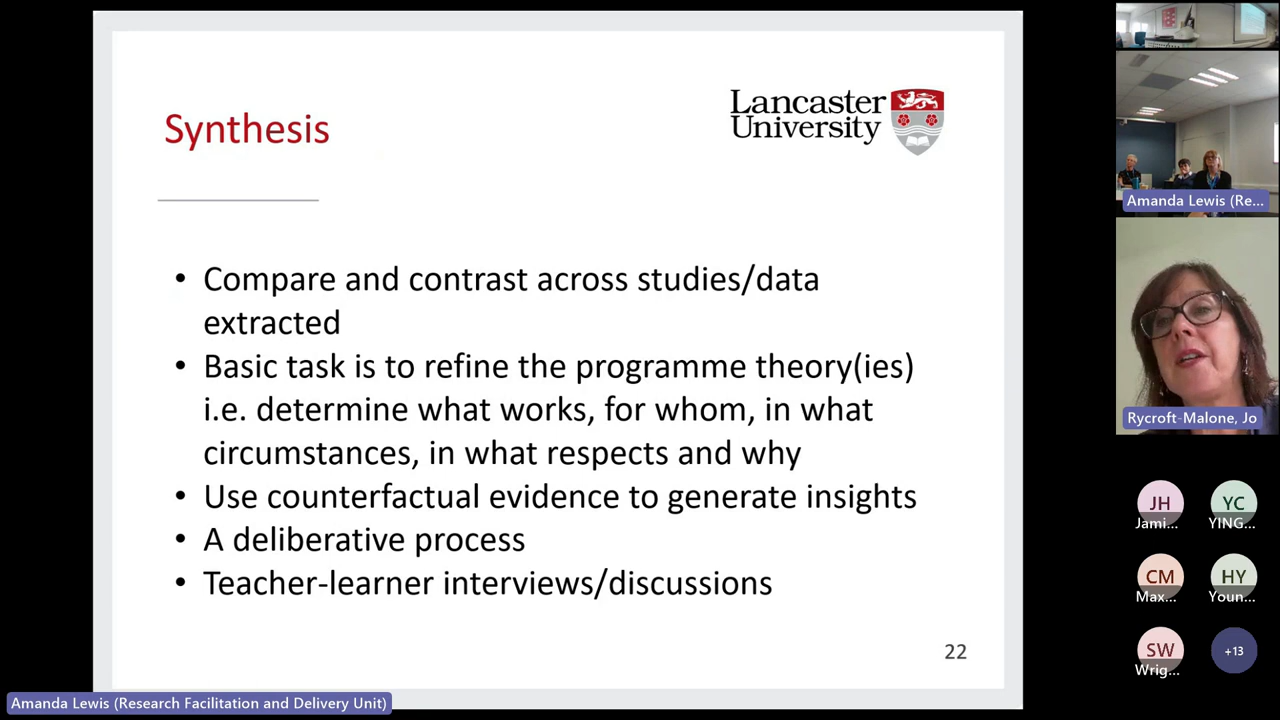 Synthesis
Lancaster
University
• Compare and contrast across studies/data
extracted
• Basic task is to refine the programme theory(ies)
i.e. determine what works, for whom, in what
circumstances, in what respects and why
• Use counterfactual evidence to generate insights
• A deliberative process
• Teacher-learner interviews/discussions
22
Amanda Lewis (Research Facilitation and Delivery Unit)
Amanda Lewis (Re...
Rycroft-Malone, Jo
JH
Jami...
YC
YING...
CM
Max...
HY
Youn...
SW
Wrig...
+13